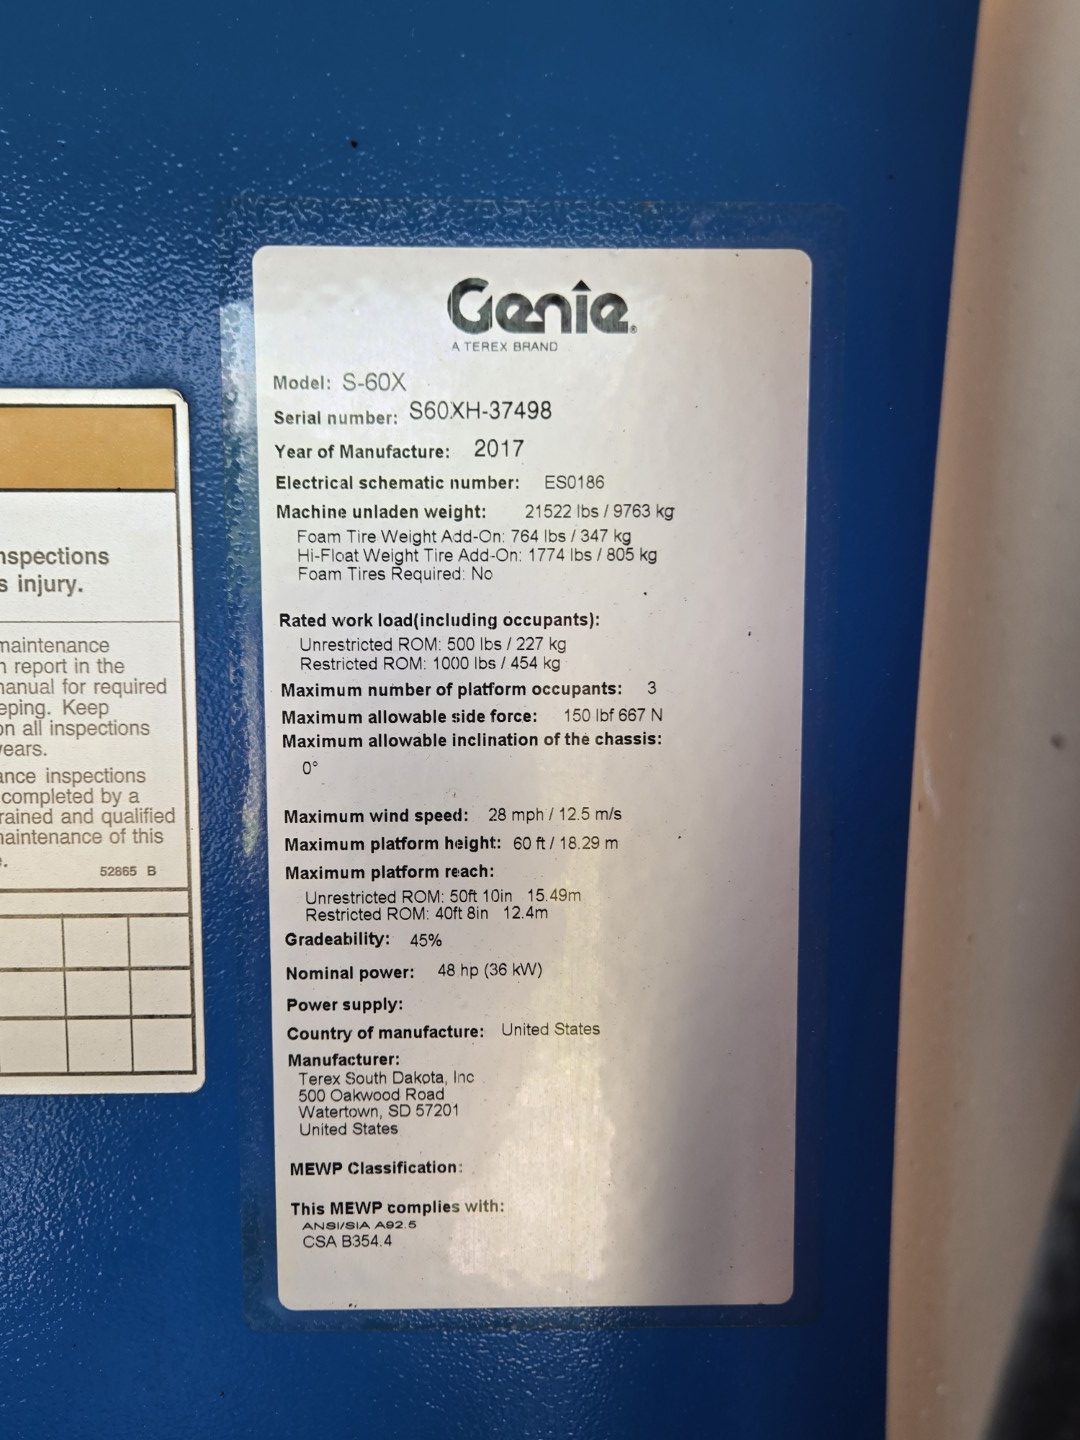 Genie®
A TEREX BRAND
Model: S-60X
Serial number: S60XH-37498
Year of Manufacture: 2017
Electrical schematic number: ES0186
Machine unladen weight: 21522 lbs / 9763 kg
Foam Tire Weight Add-On: 764 lbs / 347 kg
Hi-Float Weight Tire Add-On: 1774 lbs / 805 kg
Foam Tires Required: No
Rated work load(including occupants):
Unrestricted ROM: 500 lbs / 227 kg
Restricted ROM: 1000 lbs / 454 kg
Maximum number of platform occupants: 3
Maximum allowable side force: 150 lbf 667 N
Maximum allowable inclination of the chassis:
0°
Maximum wind speed: 28 mph / 12.5 m/s
Maximum platform height: 60 ft / 18.29 m
Maximum platform reach:
Unrestricted ROM: 50ft 10in 15.49m
Restricted ROM: 40ft 8in 12.4m
Gradeability: 45%
Nominal power: 48 hp (36 kW)
Power supply:
Country of manufacture: United States
Manufacturer:
Terex South Dakota, Inc
500 Oakwood Road
Watertown, SD 57201
United States
MEWP Classification:
This MEWP complies with:
ANSI/SIA A92.5
CSA B354.4
nspections
s injury.
maintenance
report in the
manual for required
eping. Keep
on all inspections
years.
ance inspections
completed by a
rained and qualified
maintenance of this
52865 B